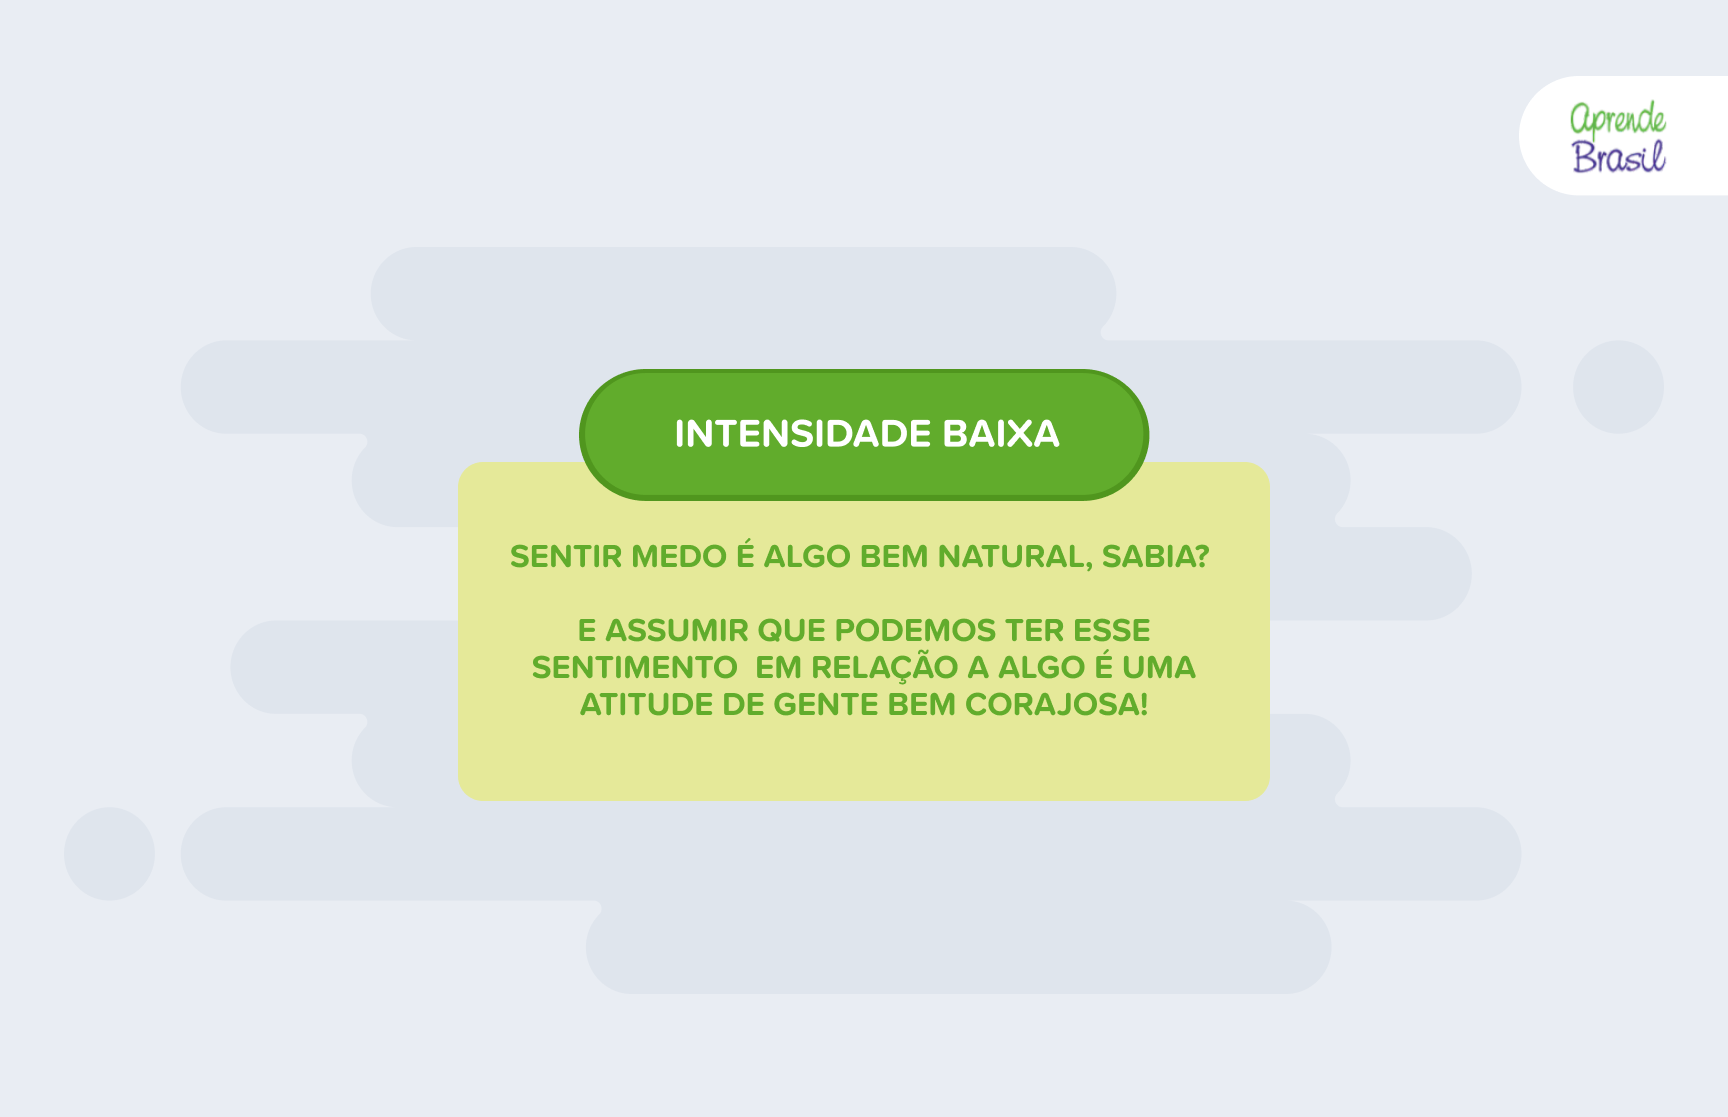 aprende
Brasil
INTENSIDADE BAIXA
SENTIR MEDO É ALGO BEM NATURAL, SABIA?
E ASSUMIR QUE PODEMOS TER ESSE
SENTIMENTO  EM RELAÇÃO A ALGO É UMA
ATITUDE DE GENTE BEM CORAJOSA!